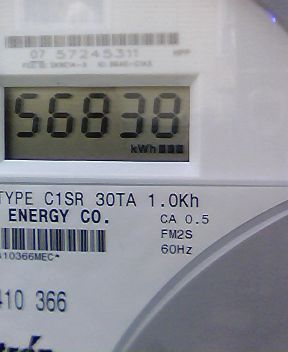 07 57245311
56838
kWh
TYPE C1SR 30TA 1.0Kh
ENERGY CO.
CA 0.5
FM2S
60Hz
410366MEC*
410 366